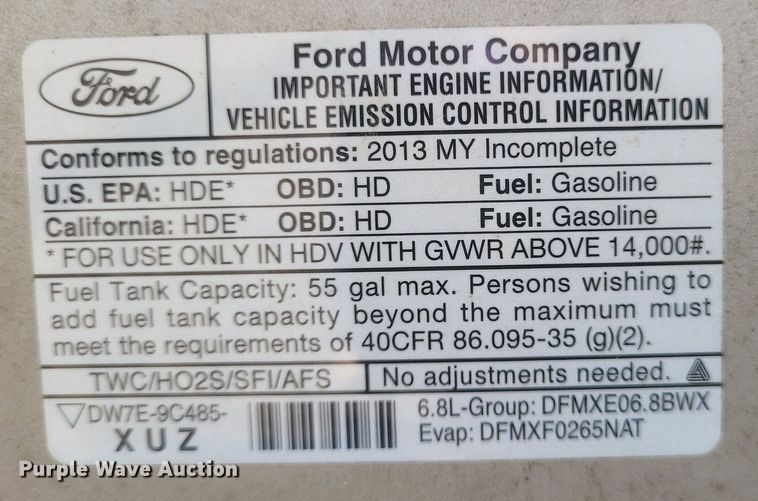 Ford
Ford Motor Company
IMPORTANT ENGINE INFORMATION/
VEHICLE EMISSION CONTROL INFORMATION
Conforms to regulations: 2013 MY Incomplete
U.S. EPA: HDE* OBD: HD Fuel: Gasoline
California: HDE* OBD: HD Fuel: Gasoline
* FOR USE ONLY IN HDV WITH GVWR ABOVE 14,000#.
Fuel Tank Capacity: 55 gal max. Persons wishing to
add fuel tank capacity beyond the maximum must
meet the requirements of 40CFR 86.095-35 (g)(2).
TWC/HO2S/SFI/AFS No adjustments needed.
DW7E-9C485-
XUZ
6.8L-Group: DFMXE06.8BWX
Evap: DFMXF0265NAT
Purple Wave Auction